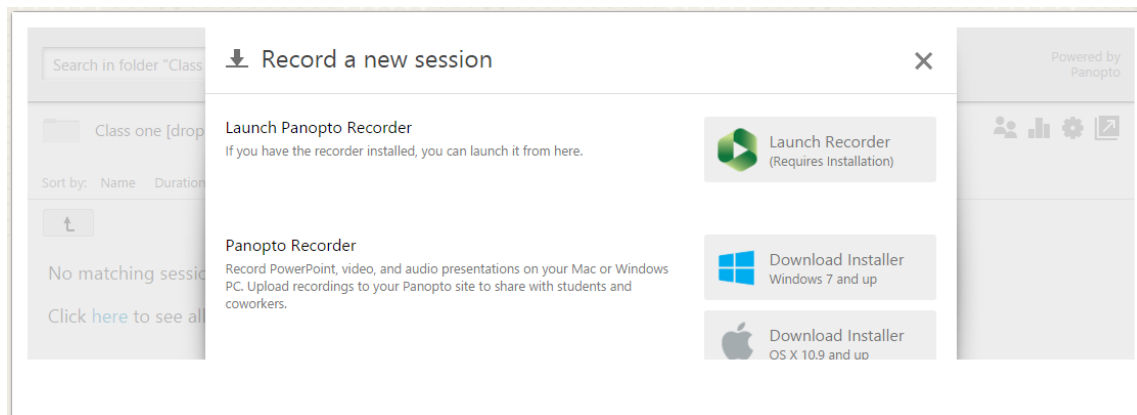 Search in folder "Class
Record a new session
Powered by
Panopto
Class one [drop
Launch Panopto Recorder
If you have the recorder installed, you can launch it from here.
Launch Recorder
(Requires Installation)
Sort by: Name Duration
Panopto Recorder
Record PowerPoint, video, and audio presentations on your Mac or Windows
PC. Upload recordings to your Panopto site to share with students and
coworkers.
Download Installer
Windows 7 and up
No matching sessio
Click here to see all
Download Installer
OS X 10.9 and up